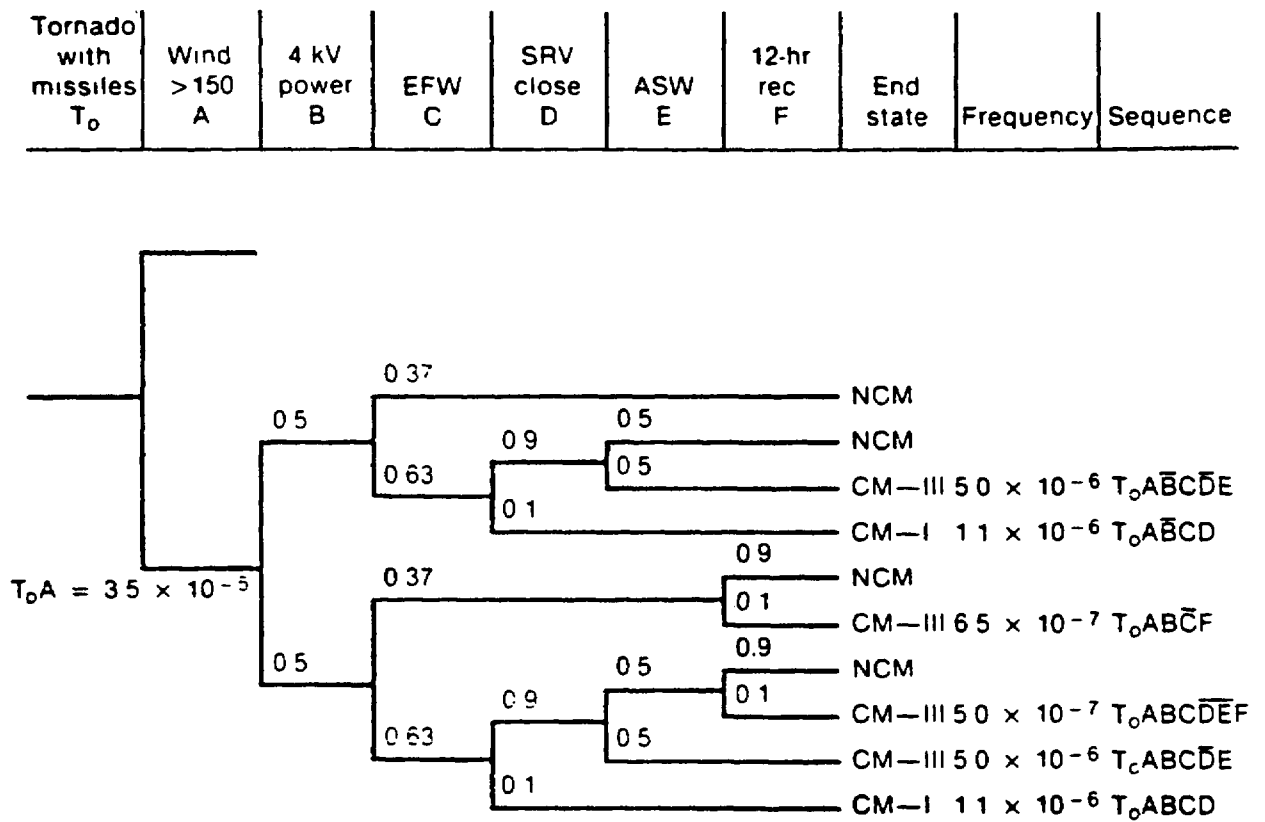 Tornado with missiles T₀
Wind >150 A
4 kV power B
EFW C
SRV close D
ASW E
12-hr rec F
End state
Frequency
Sequence
0 37
NCM
0 5
0 5
0 9
NCM
0 5
0 63
CM—III 5 0 × 10⁻⁶ T₀AB̅CD̅E
0 1
CM—I 1 1 × 10⁻⁶ T₀AB̅CD
0 9
0 37
NCM
T₀A = 3 5 × 10⁻⁵
0 1
CM—III 6 5 × 10⁻⁷ T₀ABC̅F
0.9
0 5
0 5
NCM
0 1
0 9
CM—III 5 0 × 10⁻⁷ T₀ABCD̅E̅F
0 63
0 5
CM—III 5 0 × 10⁻⁶ TcABCD̅E
0 1
CM—I 1 1 × 10⁻⁶ T₀ABCD